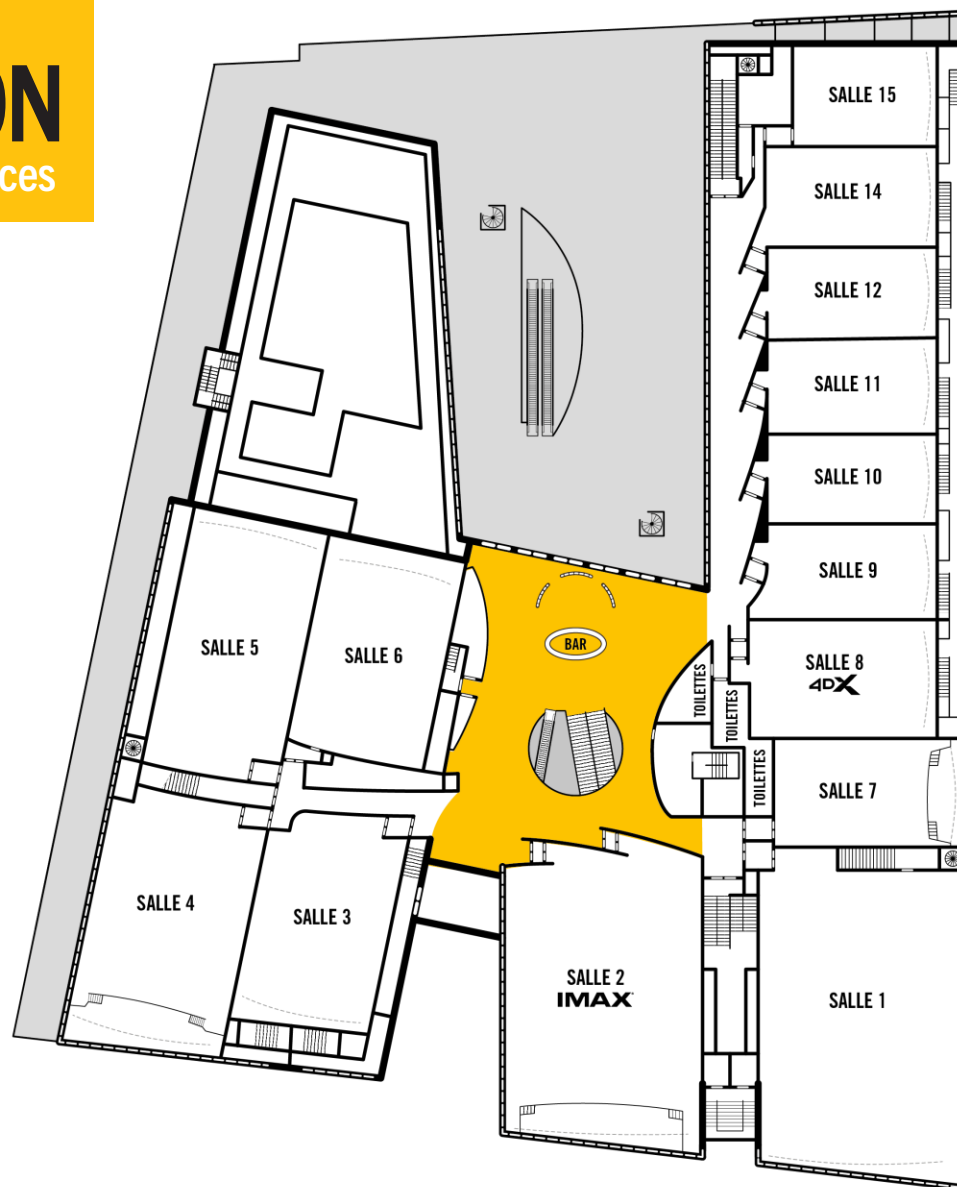 ON
ces
SALLE 15
SALLE 14
SALLE 12
SALLE 11
SALLE 10
SALLE 9
SALLE 8
4DX
SALLE 7
SALLE 5
SALLE 6
BAR
TOILETTES
TOILETTES
TOILETTES
SALLE 4
SALLE 3
SALLE 2
IMAX
SALLE 1